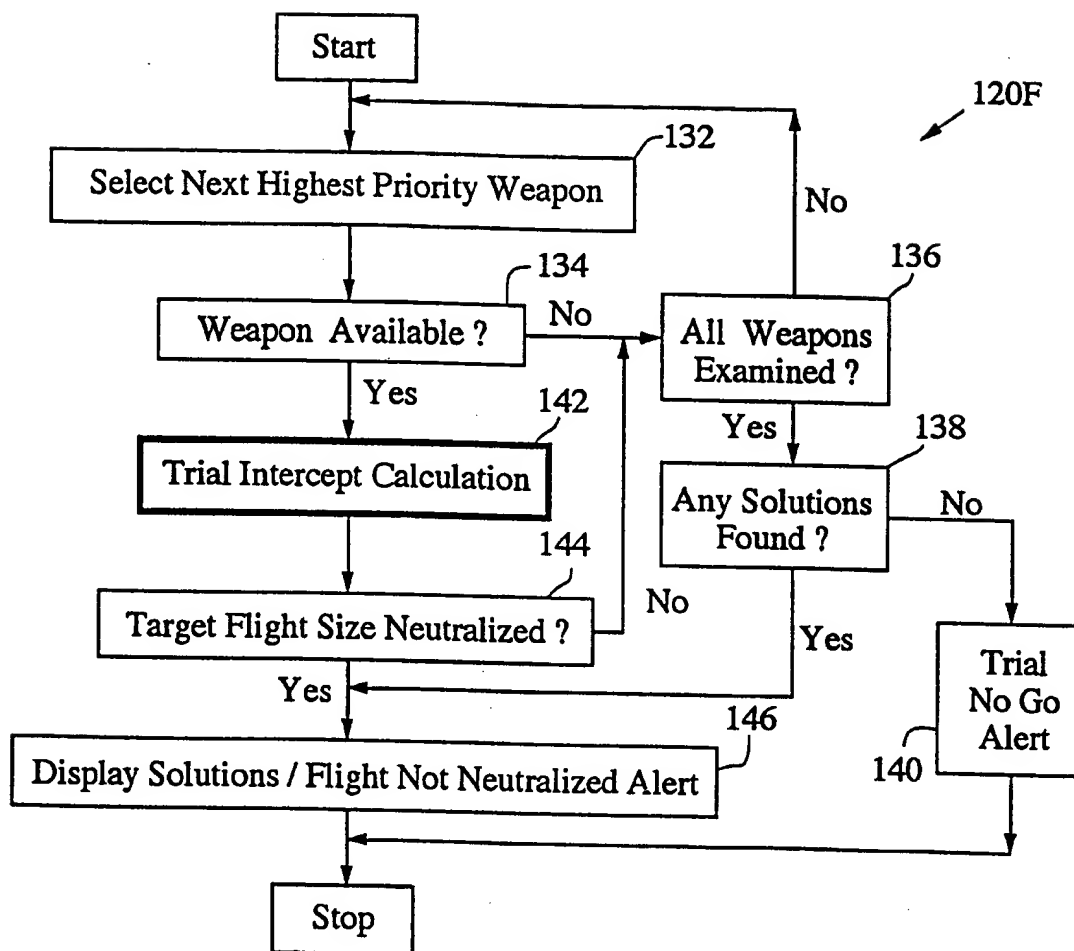 Start
120F
132
Select Next Highest Priority Weapon
No
134
136
Weapon Available ?
No
All Weapons
Examined ?
Yes
142
Yes
138
Trial Intercept Calculation
Any Solutions
Found ?
No
144
Target Flight Size Neutralized ?
No
Yes
Trial
No Go
Alert
140
Yes
146
Display Solutions / Flight Not Neutralized Alert
Stop